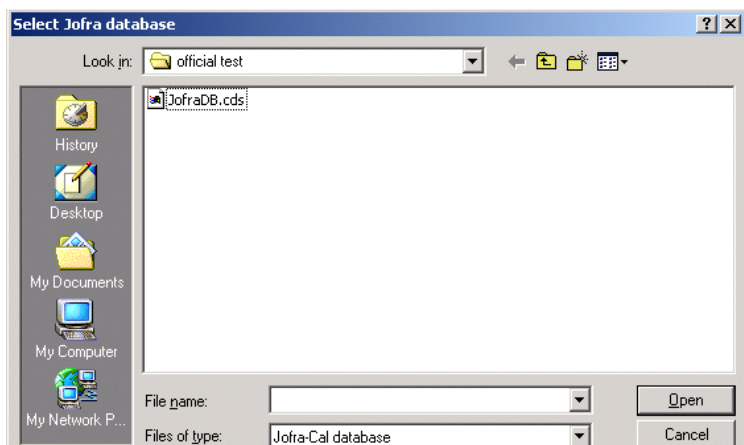 Select Jofra database
Look in: official test
JofraDB.cds
History
Desktop
My Documents
My Computer
My Network P...
File name:
Open
Files of type: Jofra-Cal database
Cancel